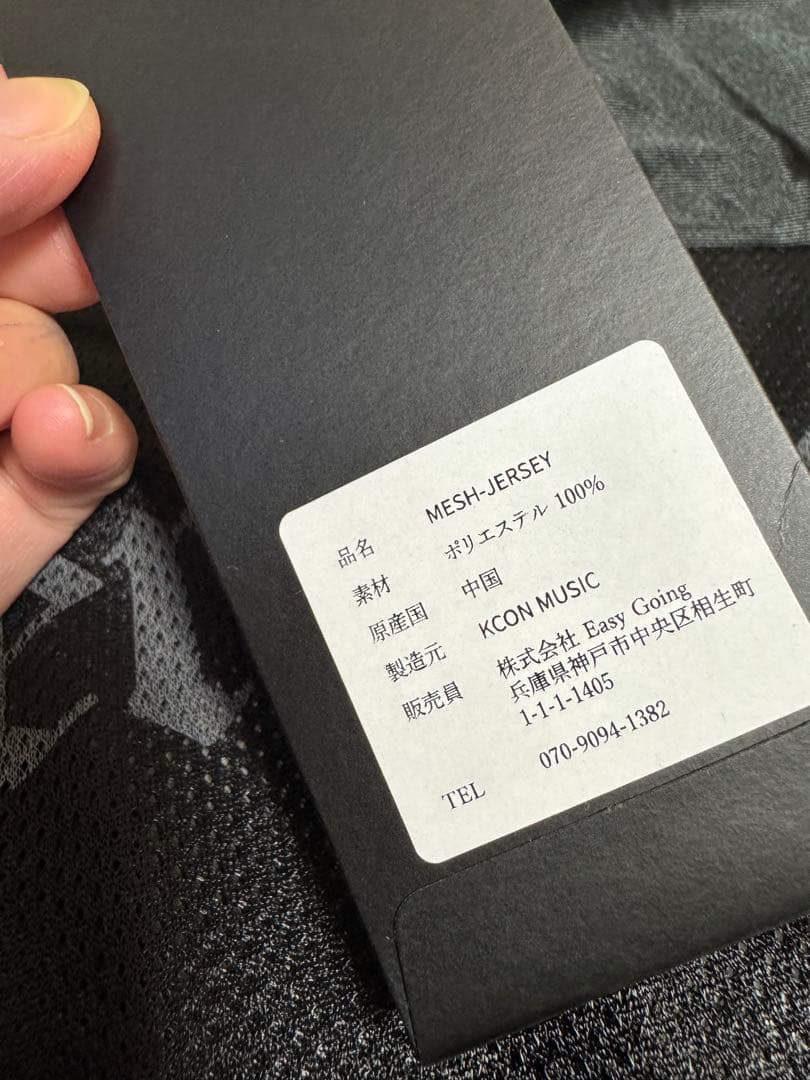 品名 MESH-JERSEY
素材 ポリエステル 100%
原産国 中国
製造元 KCON MUSIC
販売員 株式会社 Easy Going
兵庫県神戸市中央区相生町
1-1-1-1405
TEL 070-9094-1382